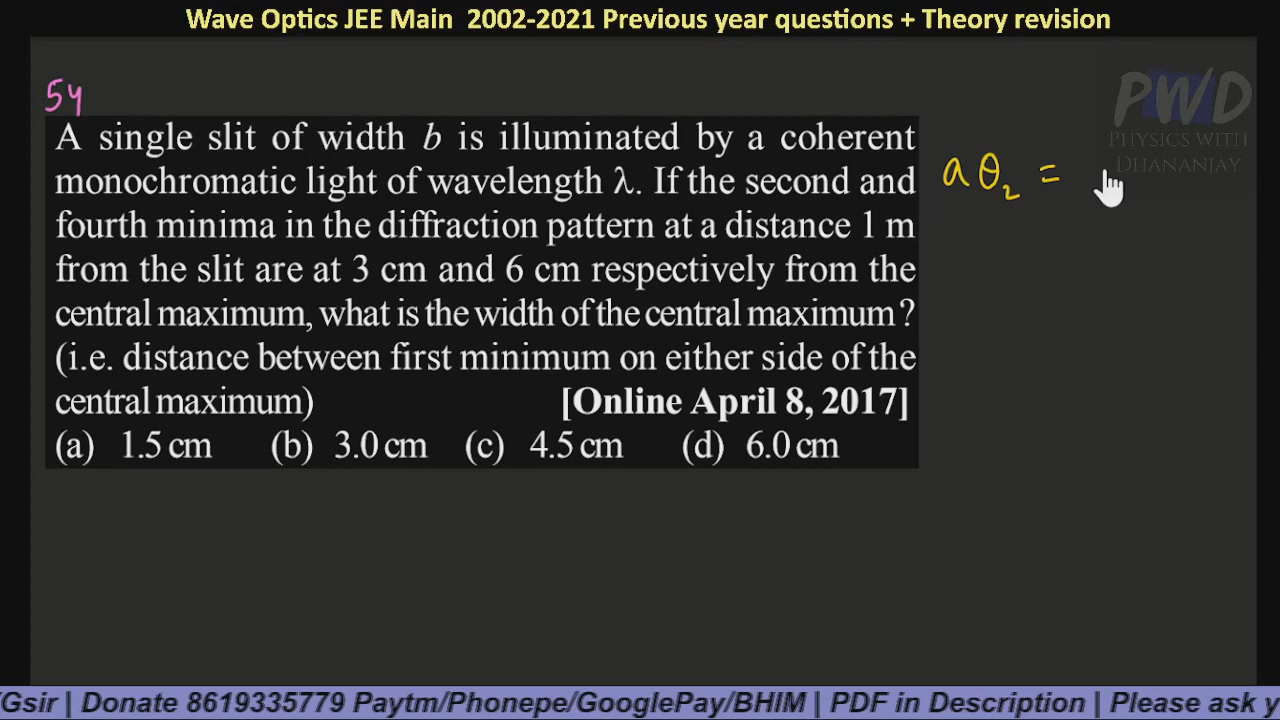 Wave Optics JEE Main 2002-2021 Previous year questions + Theory revision
54
PWD
PHYSICS WITH
DHANANJAY
A single slit of width b is illuminated by a coherent
monochromatic light of wavelength λ. If the second and
fourth minima in the diffraction pattern at a distance 1 m
from the slit are at 3 cm and 6 cm respectively from the
central maximum, what is the width of the central maximum?
(i.e. distance between first minimum on either side of the
central maximum) [Online April 8, 2017]
(a) 1.5 cm (b) 3.0 cm (c) 4.5 cm (d) 6.0 cm
aθ₂ =
/Gsir | Donate 8619335779 Paytm/Phonepe/GooglePay/BHIM | PDF in Description | Please ask y